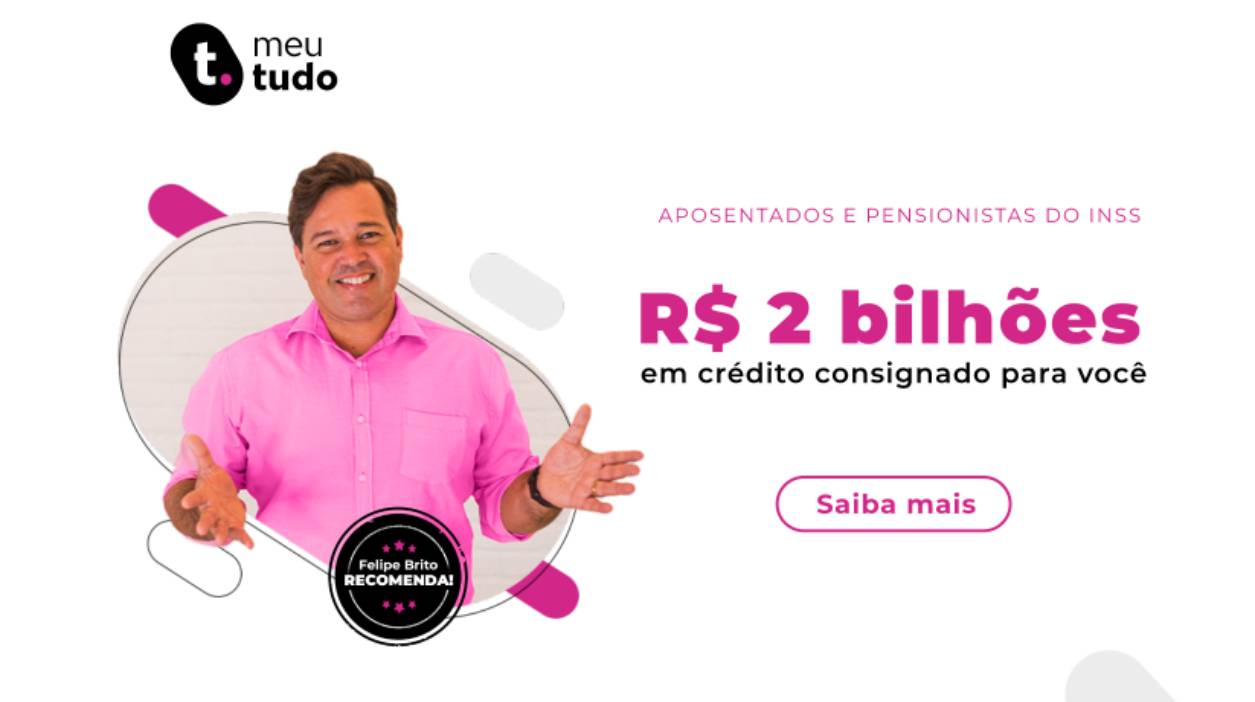 t.
meu
tudo
APOSENTADOS E PENSIONISTAS DO INSS
R$ 2 bilhões
em crédito consignado para você
Saiba mais
Felipe Brito
RECOMENDA!